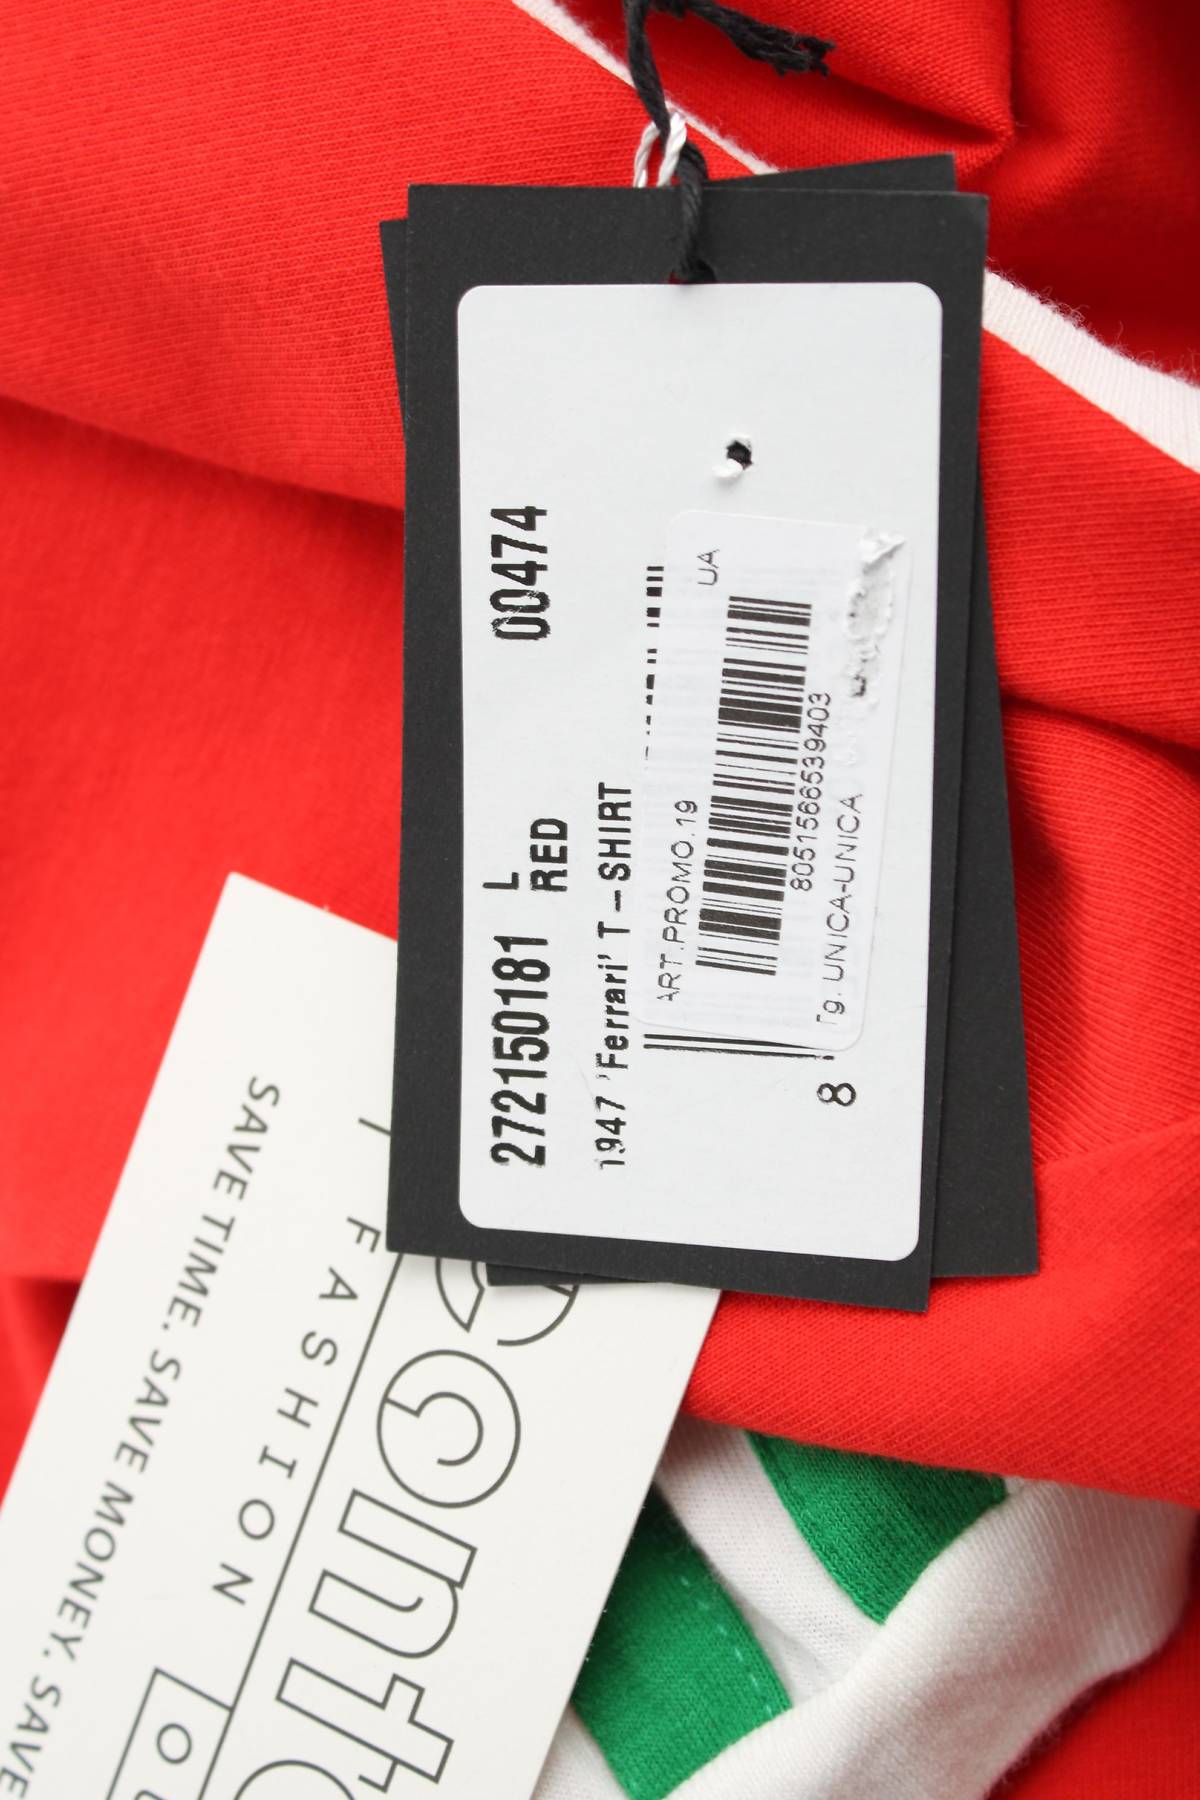 272150181 L 00474
RED
1947 'Ferrari' T-SHIRT
ART.PROMO.19 UA
8051566539403
Tg. UNICA-UNICA
8
FASHION
SAVE TIME. SAVE MONEY. SAVE